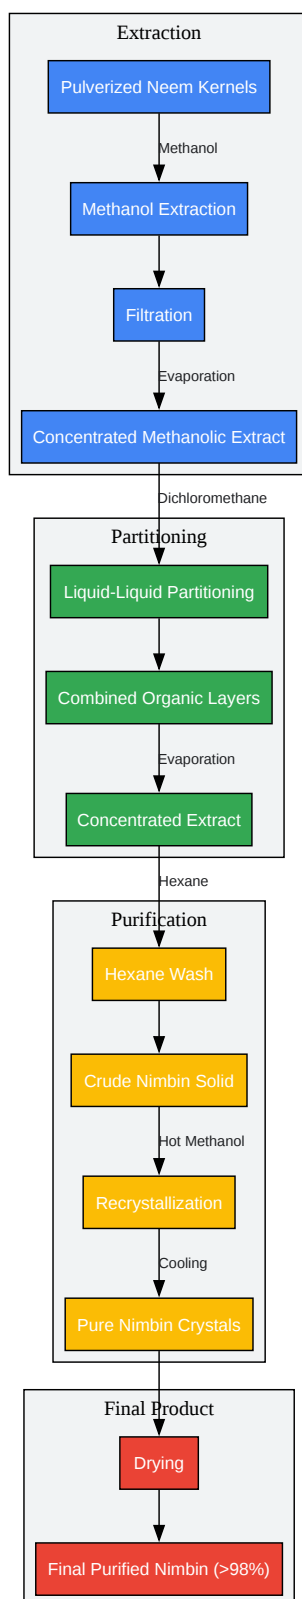 Extraction
Pulverized Neem Kernels
Methanol
Methanol Extraction
Filtration
Evaporation
Concentrated Methanolic Extract
Dichloromethane
Partitioning
Liquid-Liquid Partitioning
Combined Organic Layers
Evaporation
Concentrated Extract
Hexane
Purification
Hexane Wash
Crude Nimbin Solid
Hot Methanol
Recrystallization
Cooling
Pure Nimbin Crystals
Final Product
Drying
Final Purified Nimbin (>98%)